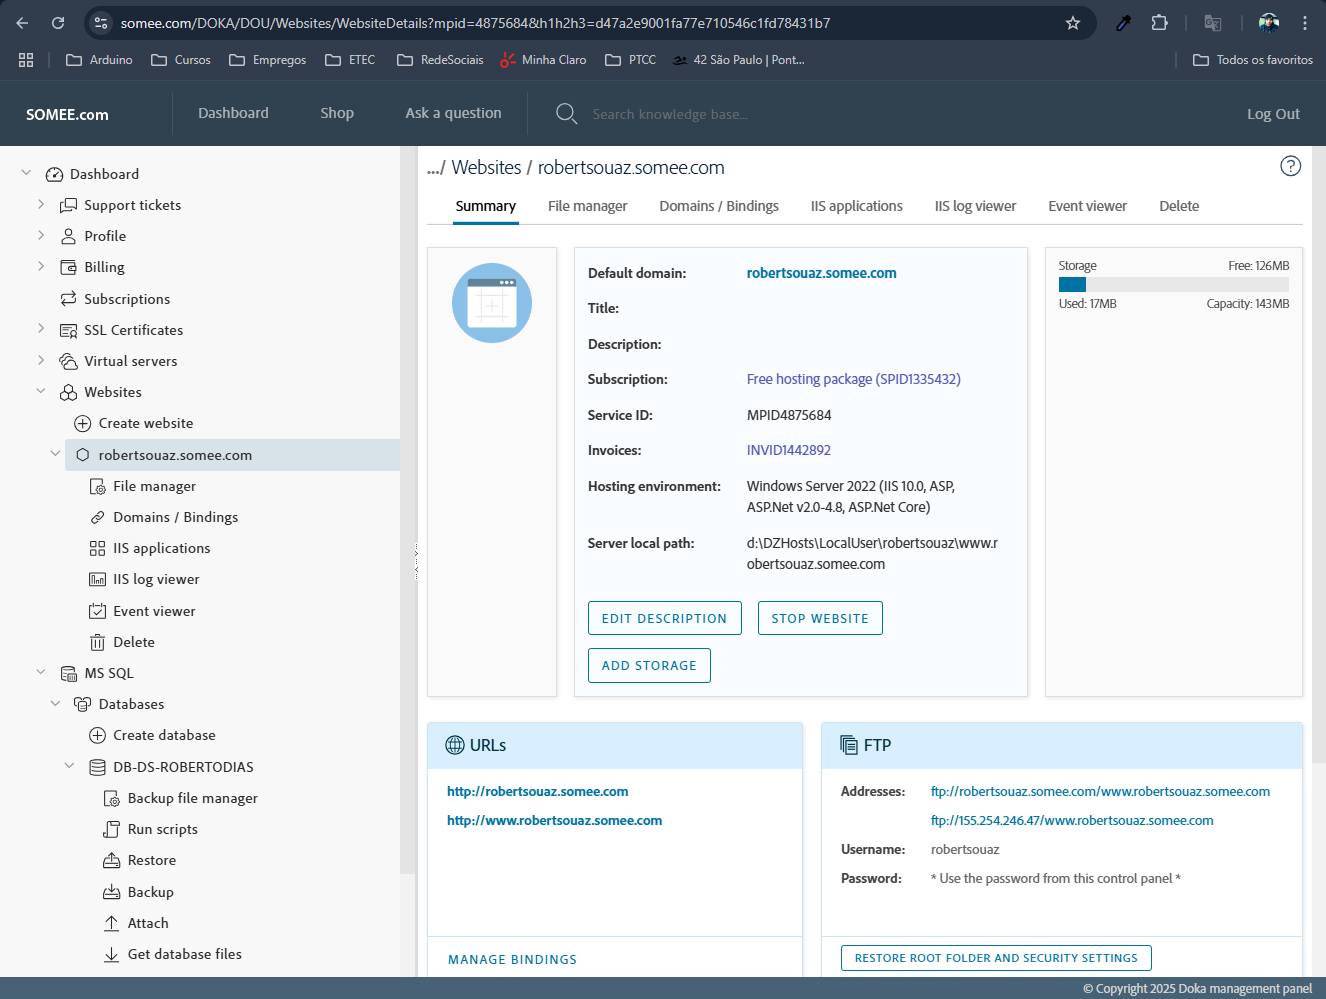 somee.com/DOKA/DOU/Websites/WebsiteDetails?mpid=4875684&h1h2h3=d47a2e9001fa77e710546c1fd78431b7
Arduino
Cursos
Empregos
ETEC
RedeSociais
Minha Claro
PTCC
42 São Paulo | Pont...
Todos os favoritos
SOMEE.com
Dashboard
Shop
Ask a question
Search knowledge base...
Log Out
Dashboard
Support tickets
Profile
Billing
Subscriptions
SSL Certificates
Virtual servers
Websites
Create website
robertsouaz.somee.com
File manager
Domains / Bindings
IIS applications
IIS log viewer
Event viewer
Delete
MS SQL
Databases
Create database
DB-DS-ROBERTODIAS
Backup file manager
Run scripts
Restore
Backup
Attach
Get database files
.../ Websites / robertsouaz.somee.com
Summary
File manager
Domains / Bindings
IIS applications
IIS log viewer
Event viewer
Delete
Default domain: robertsouaz.somee.com
Title:
Description:
Subscription: Free hosting package (SPID1335432)
Service ID: MPID4875684
Invoices: INVID1442892
Hosting environment: Windows Server 2022 (IIS 10.0, ASP,
ASP.Net v2.0-4.8, ASP.Net Core)
Server local path: d:\DZHosts\LocalUser\robertsouaz\www.r
obertsouaz.somee.com
EDIT DESCRIPTION
STOP WEBSITE
ADD STORAGE
Storage Free: 126MB
Used: 17MB Capacity: 143MB
URLs
http://robertsouaz.somee.com
http://www.robertsouaz.somee.com
MANAGE BINDINGS
FTP
Addresses: ftp://robertsouaz.somee.com/www.robertsouaz.somee.com
ftp://155.254.246.47/www.robertsouaz.somee.com
Username: robertsouaz
Password: * Use the password from this control panel *
RESTORE ROOT FOLDER AND SECURITY SETTINGS
© Copyright 2025 Doka management panel